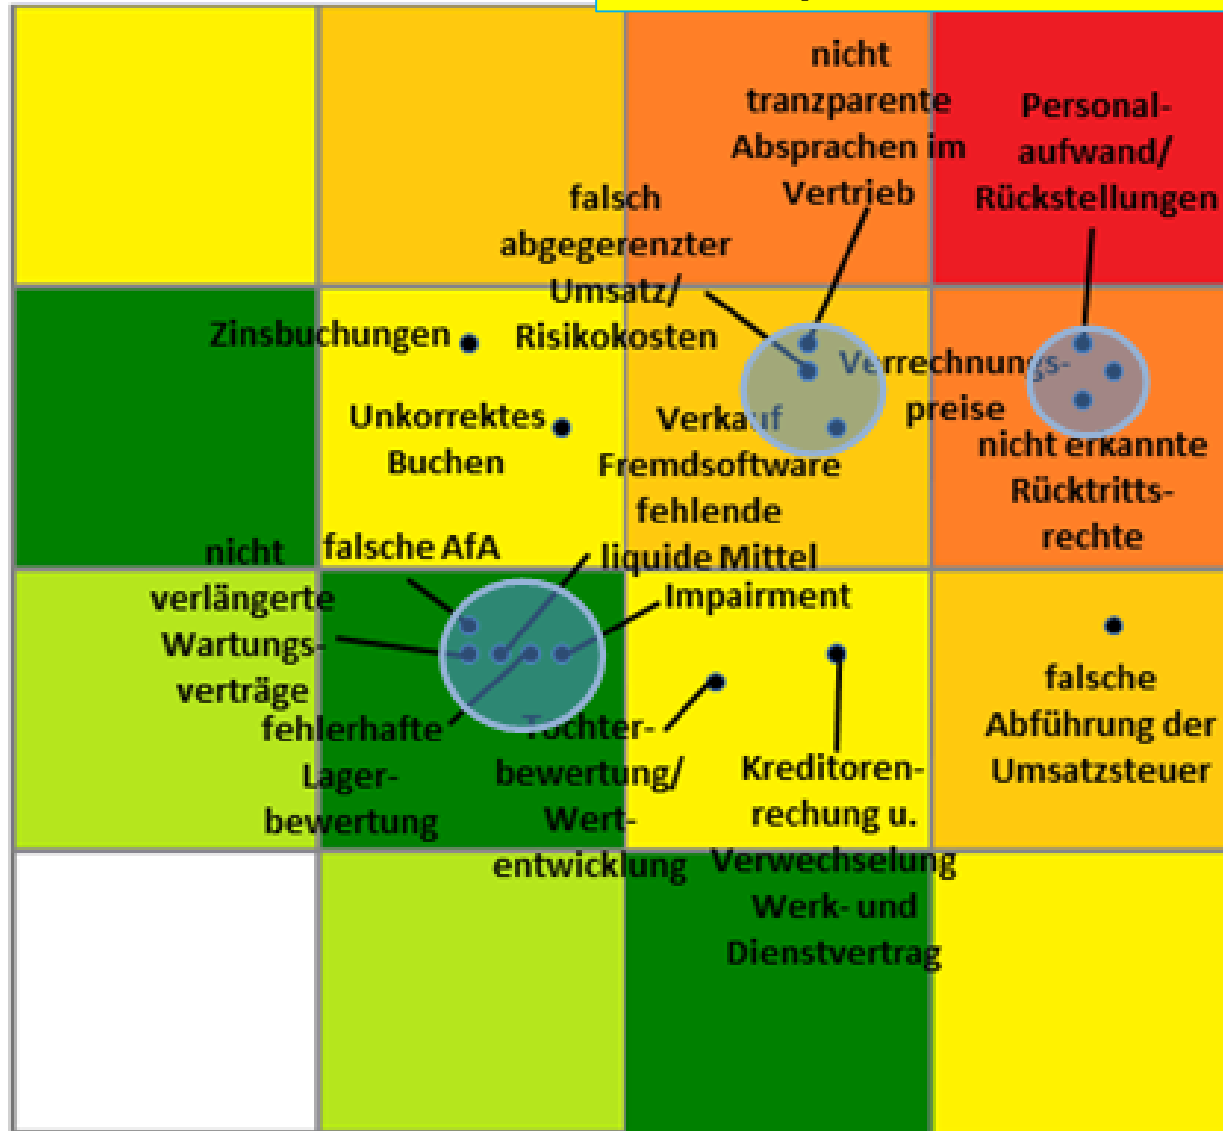 nicht
tranzparente
Absprachen im
Vertrieb
Personal-
aufwand/
Rückstellungen
falsch
abgegerenzter
Umsatz/
Risikokosten
Zinsbuchungen
Verrechnungs-
preise
Unkorrektes
Buchen
Verkauf
Fremdsoftware
nicht erkannte
Rücktritts-
rechte
fehlende
liquide Mittel
falsche AfA
nicht
verlängerte
Wartungs-
verträge
Impairment
fehlerhafte
Lager-
bewertung
Tochter-
bewertung/
Wert-
entwicklung
Kreditoren-
rechung u.
Verwechselung
Werk- und
Dienstvertrag
falsche
Abführung der
Umsatzsteuer